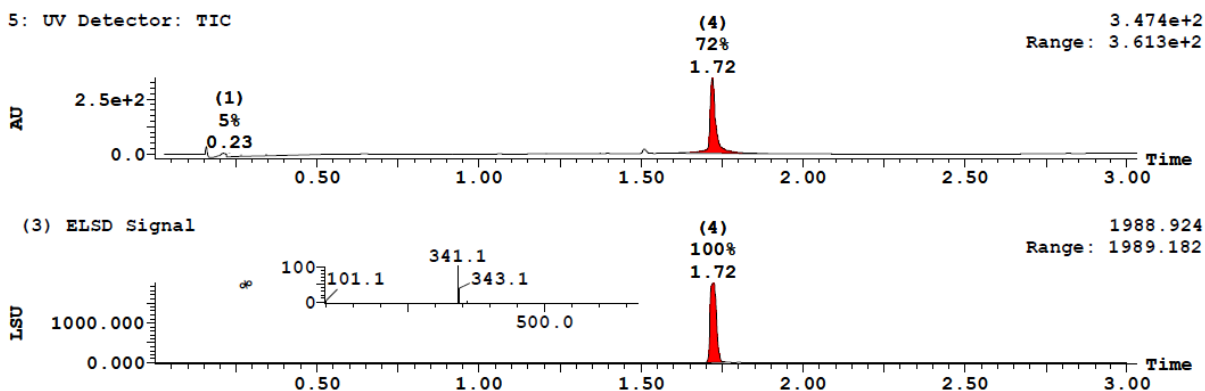 5: UV Detector: TIC
(4)
3.474e+2
72%
Range: 3.613e+2
1.72
(1)
5%
0.23
AU
2.5e+2
0.0
Time
0.50 1.00 1.50 2.00 2.50 3.00
(3) ELSD Signal
(4)
1988.924
100%
Range: 1989.182
1.72
%
100
0
101.1
341.1
343.1
500.0
LSU
1000.000
0.000
Time
0.50 1.00 1.50 2.00 2.50 3.00